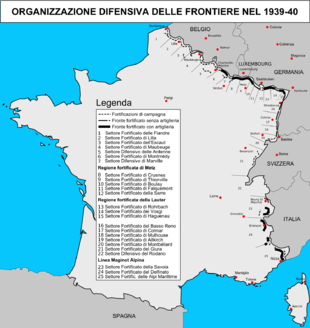 ORGANIZZAZIONE DIFENSIVA DELLE FRONTIERE NEL 1939-40
BELGIO
LUXEMBOURG
GERMANIA
SVIZZERA
ITALIA
SPAGNA
Parigi
Lilla
Legenda
Fortificazioni di campagna
Fronte fortificato senza artiglieria
Fronte fortificato con artiglieria
1 Settore Fortificato delle Fiandre
2 Settore Fortificato di Lilla
3 Settore Fortificato dell'Escaut
4 Settore Fortificato di Maubeuge
5 Settore Difensivo delle Ardenne
6 Settore Fortificato di Montmedy
7 Settore Difensivo di Marville
Regione fortificata di Metz
8 Settore Fortificato di Crusnes
9 Settore Fortificato di Thionville
10 Settore Fortificato di Boulay
11 Settore Fortificato di Faulquemont
12 Settore Fortificato della Sarre
Regione fortificata della Lauter
13 Settore Fortificato di Rohrbach
14 Settore Fortificato dei Vosgi
15 Settore Fortificato di Haguenau
16 Settore Fortificato del Basso Reno
17 Settore Fortificato di Colmar
18 Settore Fortificato di Mulhouse
19 Settore Fortificato di Altkirch
20 Settore Fortificato di Montbéliard
21 Settore Fortificato del Giura
22 Settore Difensivo del Rodano
Linea Maginot Alpina
23 Settore Fortificato della Savoia
24 Settore Fortificato del Delfinato
25 Settore Fortific. delle Alpi Marittime